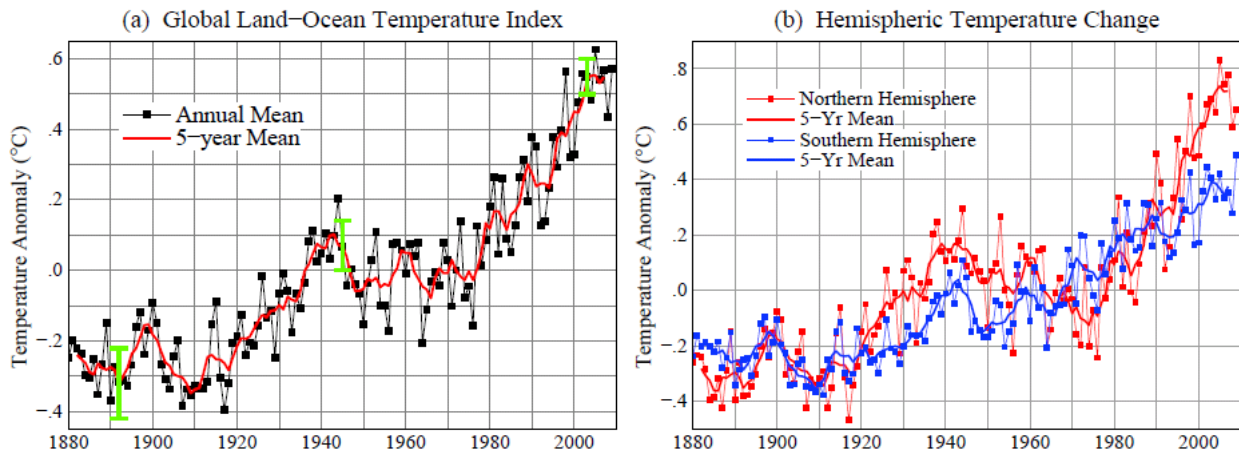 (a) Global Land−Ocean Temperature Index
Temperature Anomaly (°C)
.6
.4
.2
.0
−.2
−.4
Annual Mean
5−year Mean
1880 1900 1920 1940 1960 1980 2000
(b) Hemispheric Temperature Change
Temperature Anomaly (°C)
.8
.6
.4
.2
.0
−.2
−.4
Northern Hemisphere
5−Yr Mean
Southern Hemisphere
5−Yr Mean
1880 1900 1920 1940 1960 1980 2000